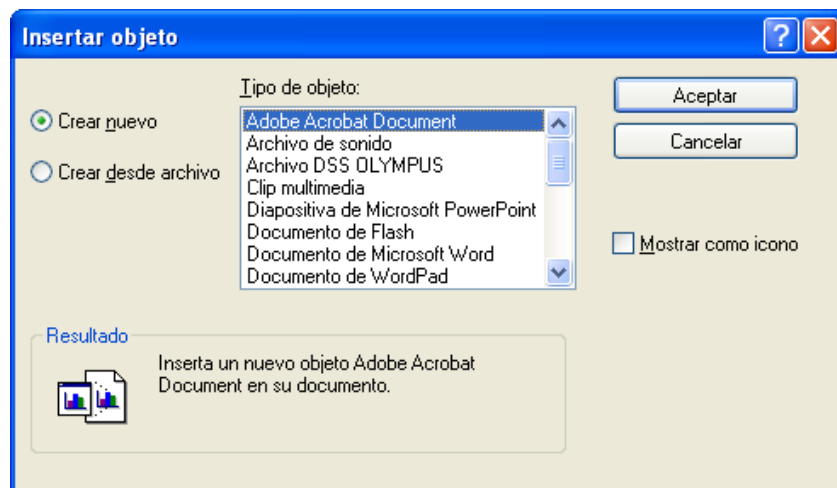 Insertar objeto
Tipo de objeto:
Crear nuevo
Crear desde archivo
Adobe Acrobat Document
Archivo de sonido
Archivo DSS OLYMPUS
Clip multimedia
Diapositiva de Microsoft PowerPoint
Documento de Flash
Documento de Microsoft Word
Documento de WordPad
Aceptar
Cancelar
Mostrar como icono
Resultado
Inserta un nuevo objeto Adobe Acrobat
Document en su documento.